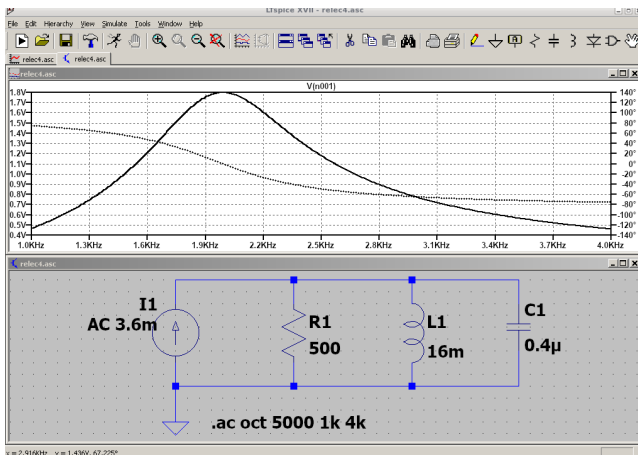 LTspice XVII - relec4.asc
File Edit Hierarchy View Simulate Tools Window Help
relec4.asc relec4.asc
relec4.asc
V(n001)
1.8V 140°
1.7V 120°
1.5V 100°
1.4V 80°
1.3V 60°
1.2V 40°
1.1V 20°
1.0V 0°
0.9V -20°
0.8V -40°
0.7V -60°
0.6V -80°
0.5V -100°
0.4V -140°
1.0KHz 1.3KHz 1.6KHz 1.9KHz 2.2KHz 2.5KHz 2.8KHz 3.1KHz 3.4KHz 3.7KHz 4.0KHz
relec4.asc
I1
AC 3.6m
R1
500
L1
16m
C1
0.4µ
.ac oct 5000 1k 4k
x = 2.916KHz y = 1.436V, 67.225°